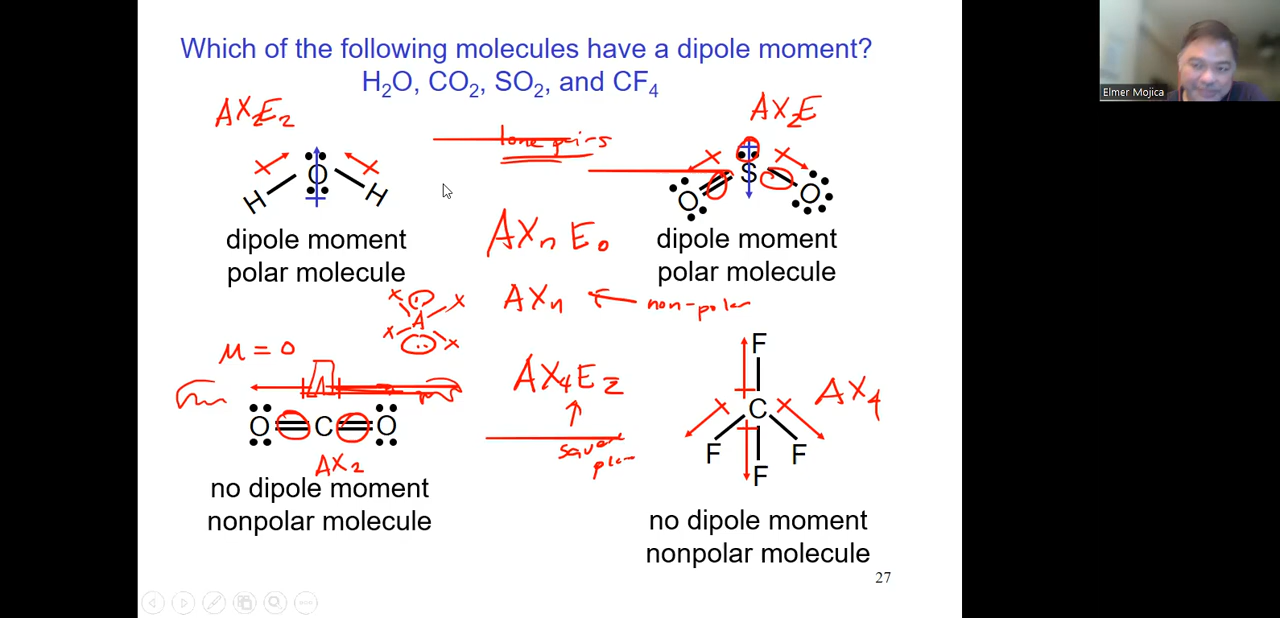 Which of the following molecules have a dipole moment?
H₂O, CO₂, SO₂, and CF₄
Elmer Mojica
AX₂E₂
lone pairs
AX₂E
O
H H
S
O O
dipole moment
polar molecule
AXₙE₀
dipole moment
polar molecule
X X
A
X X
AXₙ ← non-polar
μ = 0
AX₄E₂
square
O C O
AX₂
no dipole moment
nonpolar molecule
F
C
AX₄
F F
F
no dipole moment
nonpolar molecule
27